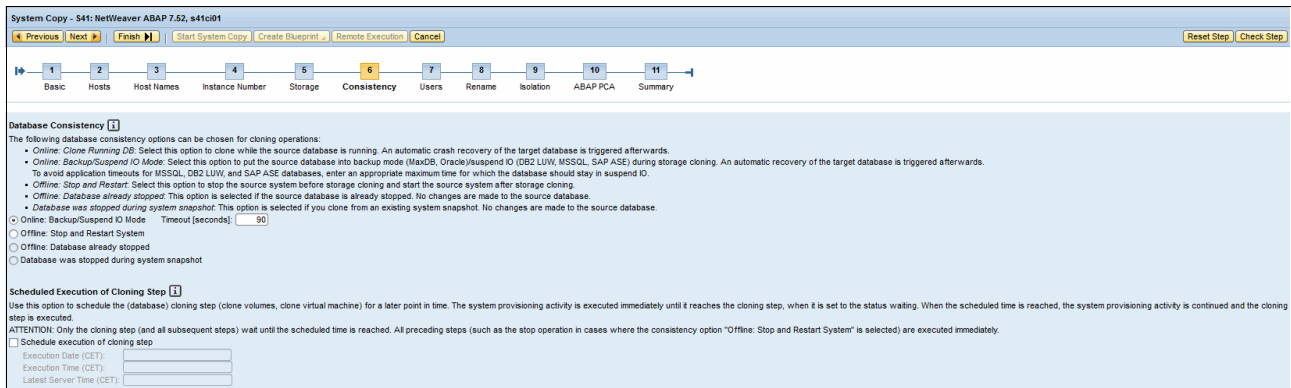 System Copy - S41: NetWeaver ABAP 7.52, s41ci01
Previous Next Finish Start System Copy Create Blueprint Remote Execution Cancel Reset Step Check Step
1 2 3 4 5 6 7 8 9 10 11
Basic Hosts Host Names Instance Number Storage Consistency Users Rename Isolation ABAP PCA Summary
Database Consistency
The following database consistency options can be chosen for cloning operations:
• Online: Clone Running DB: Select this option to clone while the source database is running. An automatic crash recovery of the target database is triggered afterwards.
• Online: Backup/Suspend IO Mode: Select this option to put the source database into backup mode (MaxDB, Oracle)/suspend IO (DB2 LUW, MSSQL, SAP ASE) during storage cloning. An automatic recovery of the target database is triggered afterwards.
To avoid application timeouts for MSSQL, DB2 LUW, and SAP ASE databases, enter an appropriate maximum time for which the database should stay in suspend IO.
• Offline: Stop and Restart: Select this option to stop the source system before storage cloning and start the source system after storage cloning.
• Offline: Database already stopped: This option is selected if the source database is already stopped. No changes are made to the source database.
• Database was stopped during system snapshot: This option is selected if you clone from an existing system snapshot. No changes are made to the source database.
Online: Backup/Suspend IO Mode Timeout [seconds]: 90
Offline: Stop and Restart System
Offline: Database already stopped
Database was stopped during system snapshot
Scheduled Execution of Cloning Step
Use this option to schedule the (database) cloning step (clone volumes, clone virtual machine) for a later point in time. The system provisioning activity is executed immediately until it reaches the cloning step, when it is set to the status waiting. When the scheduled time is reached, the system provisioning activity is continued and the cloning
step is executed.
ATTENTION: Only the cloning step (and all subsequent steps) wait until the scheduled time is reached. All preceding steps (such as the stop operation in cases where the consistency option "Offline: Stop and Restart System" is selected) are executed immediately.
Schedule execution of cloning step
Execution Date (CET):
Execution Time (CET):
Latest Server Time (CET):